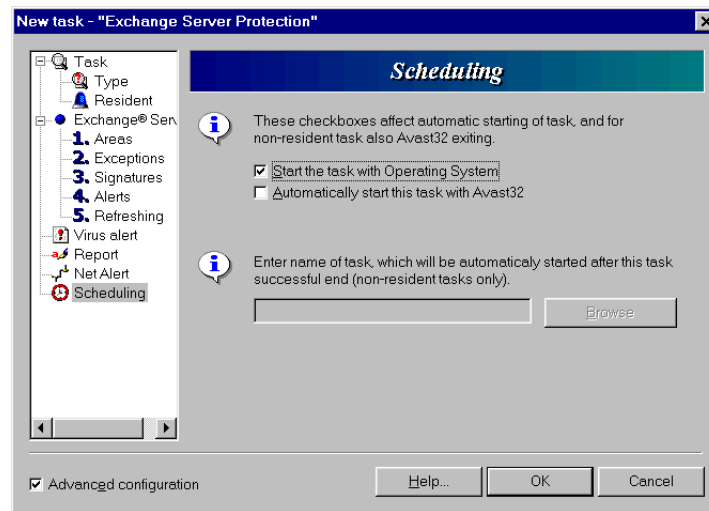 New task - "Exchange Server Protection"
Task
Type
Resident
Exchange® Serv
1. Areas
2. Exceptions
3. Signatures
4. Alerts
5. Refreshing
Virus alert
Report
Net Alert
Scheduling
Scheduling
These checkboxes affect automatic starting of task, and for
non-resident task also Avast32 exiting.
Start the task with Operating System
Automatically start this task with Avast32
Enter name of task, which will be automaticaly started after this task
successful end (non-resident tasks only).
Browse
Advanced configuration
Help...
OK
Cancel